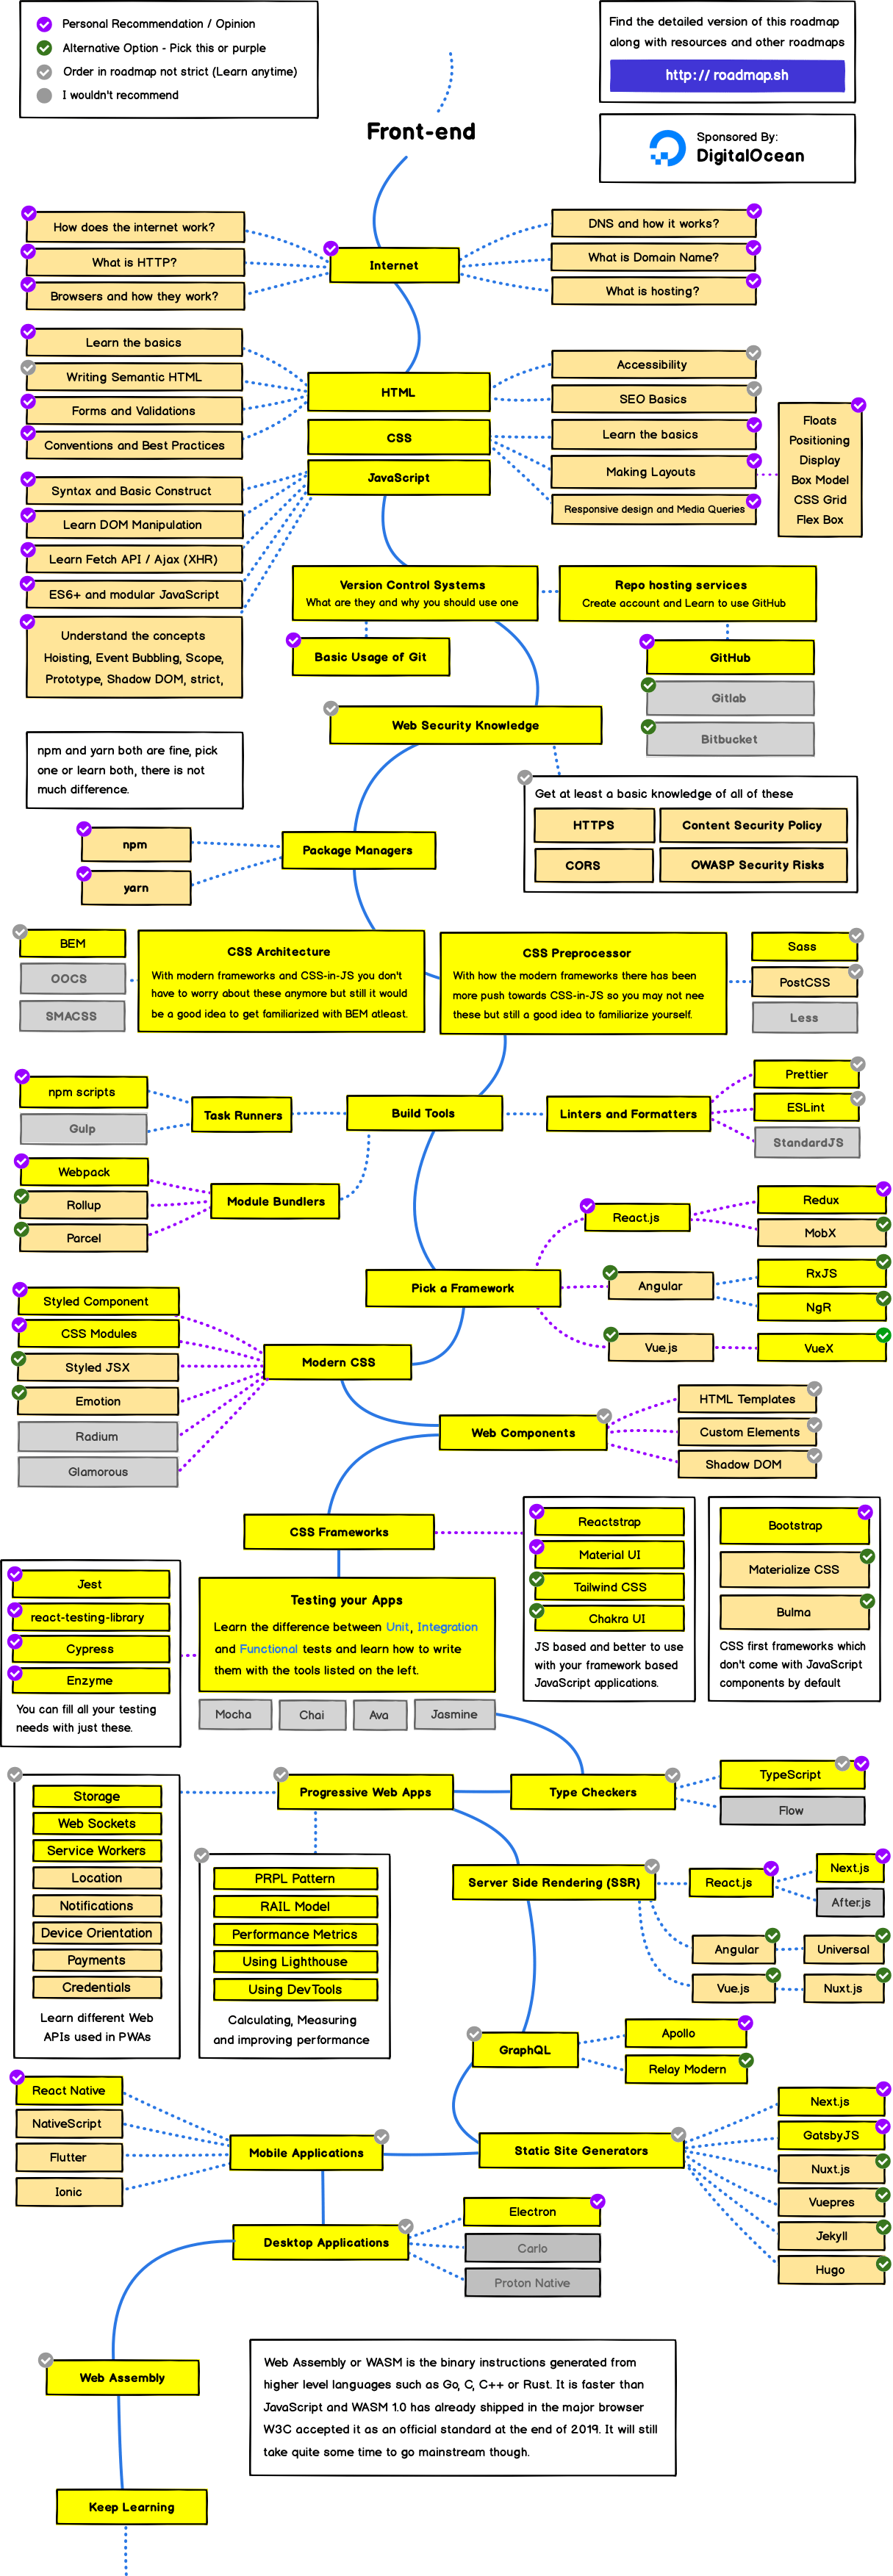 Personal Recommendation / Opinion
Alternative Option - Pick this or purple
Order in roadmap not strict (Learn anytime)
I wouldn't recommend
Find the detailed version of this roadmap
along with resources and other roadmaps
http: // roadmap.sh
Front-end
Sponsored By:
DigitalOcean
How does the internet work?
What is HTTP?
Browsers and how they work?
Internet
DNS and how it works?
What is Domain Name?
What is hosting?
Learn the basics
Writing Semantic HTML
Forms and Validations
Conventions and Best Practices
HTML
CSS
JavaScript
Accessibility
SEO Basics
Learn the basics
Making Layouts
Responsive design and Media Queries
Floats
Positioning
Display
Box Model
CSS Grid
Flex Box
Syntax and Basic Construct
Learn DOM Manipulation
Learn Fetch API / Ajax (XHR)
ES6+ and modular JavaScript
Understand the concepts
Hoisting, Event Bubbling, Scope,
Prototype, Shadow DOM, strict,
Version Control Systems
What are they and why you should use one
Basic Usage of Git
Repo hosting services
Create account and Learn to use GitHub
GitHub
Gitlab
Bitbucket
Web Security Knowledge
Get at least a basic knowledge of all of these
HTTPS
Content Security Policy
CORS
OWASP Security Risks
npm and yarn both are fine, pick
one or learn both, there is not
much difference.
npm
yarn
Package Managers
BEM
OOCS
SMACSS
CSS Architecture
With modern frameworks and CSS-in-JS you don't
have to worry about these anymore but still it would
be a good idea to get familiarized with BEM atleast.
CSS Preprocessor
With how the modern frameworks there has been
more push towards CSS-in-JS so you may not nee
these but still a good idea to familiarize yourself.
Sass
PostCSS
Less
npm scripts
Gulp
Task Runners
Build Tools
Linters and Formatters
Prettier
ESLint
StandardJS
Webpack
Rollup
Parcel
Module Bundlers
Pick a Framework
React.js
Redux
MobX
Angular
RxJS
NgR
Vue.js
VueX
Styled Component
CSS Modules
Styled JSX
Emotion
Radium
Glamorous
Modern CSS
Web Components
HTML Templates
Custom Elements
Shadow DOM
CSS Frameworks
Reactstrap
Material UI
Tailwind CSS
Chakra UI
JS based and better to use
with your framework based
JavaScript applications.
Bootstrap
Materialize CSS
Bulma
CSS first frameworks which
don't come with JavaScript
components by default
Jest
react-testing-library
Cypress
Enzyme
You can fill all your testing
needs with just these.
Testing your Apps
Learn the difference between Unit, Integration
and Functional tests and learn how to write
them with the tools listed on the left.
Mocha
Chai
Ava
Jasmine
Progressive Web Apps
Type Checkers
TypeScript
Flow
Storage
Web Sockets
Service Workers
Location
Notifications
Device Orientation
Payments
Credentials
Learn different Web
APIs used in PWAs
PRPL Pattern
RAIL Model
Performance Metrics
Using Lighthouse
Using DevTools
Calculating, Measuring
and improving performance
Server Side Rendering (SSR)
React.js
Next.js
After.js
Angular
Universal
Vue.js
Nuxt.js
GraphQL
Apollo
Relay Modern
React Native
NativeScript
Flutter
Ionic
Mobile Applications
Static Site Generators
Next.js
GatsbyJS
Nuxt.js
Vuepres
Jekyll
Hugo
Desktop Applications
Electron
Carlo
Proton Native
Web Assembly
Web Assembly or WASM is the binary instructions generated from
higher level languages such as Go, C, C++ or Rust. It is faster than
JavaScript and WASM 1.0 has already shipped in the major browser
W3C accepted it as an official standard at the end of 2019. It will still
take quite some time to go mainstream though.
Keep Learning